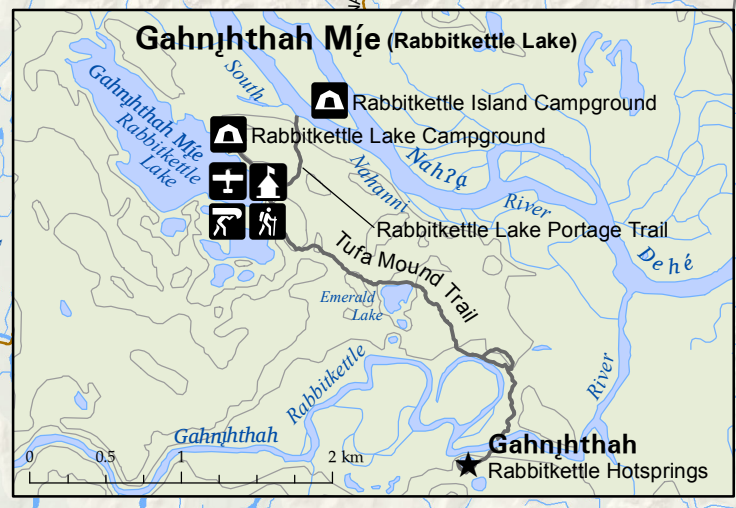 Gahnı̨hthah Mı̨́e (Rabbitkettle Lake)
South
Rabbitkettle Island Campground
Gahnı̨hthah Mı̨e
Rabbitkettle
Lake
Rabbitkettle Lake Campground
Nahʔą
Nahanni
River
Rabbitkettle Lake Portage Trail
Dehé
Tufa Mound Trail
Emerald
Lake
Rabbitkettle
River
Gahnı̨hthah
Gahnı̨hthah
Rabbitkettle Hotsprings
0 0.5 1 2 km